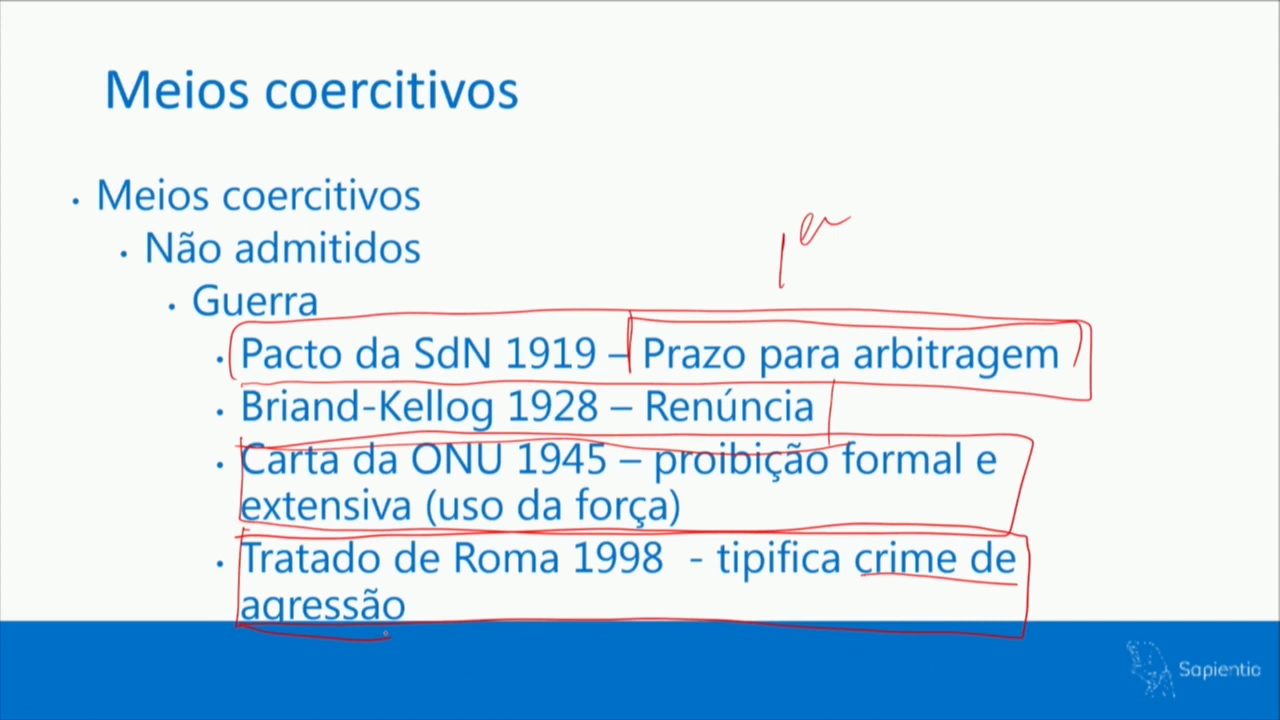 Meios coercitivos
• Meios coercitivos
• Não admitidos
• Guerra
• Pacto da SdN 1919 – Prazo para arbitragem
• Briand-Kellog 1928 – Renúncia
• Carta da ONU 1945 – proibição formal e
extensiva (uso da força)
• Tratado de Roma 1998 - tipifica crime de
agressão
Sapientia